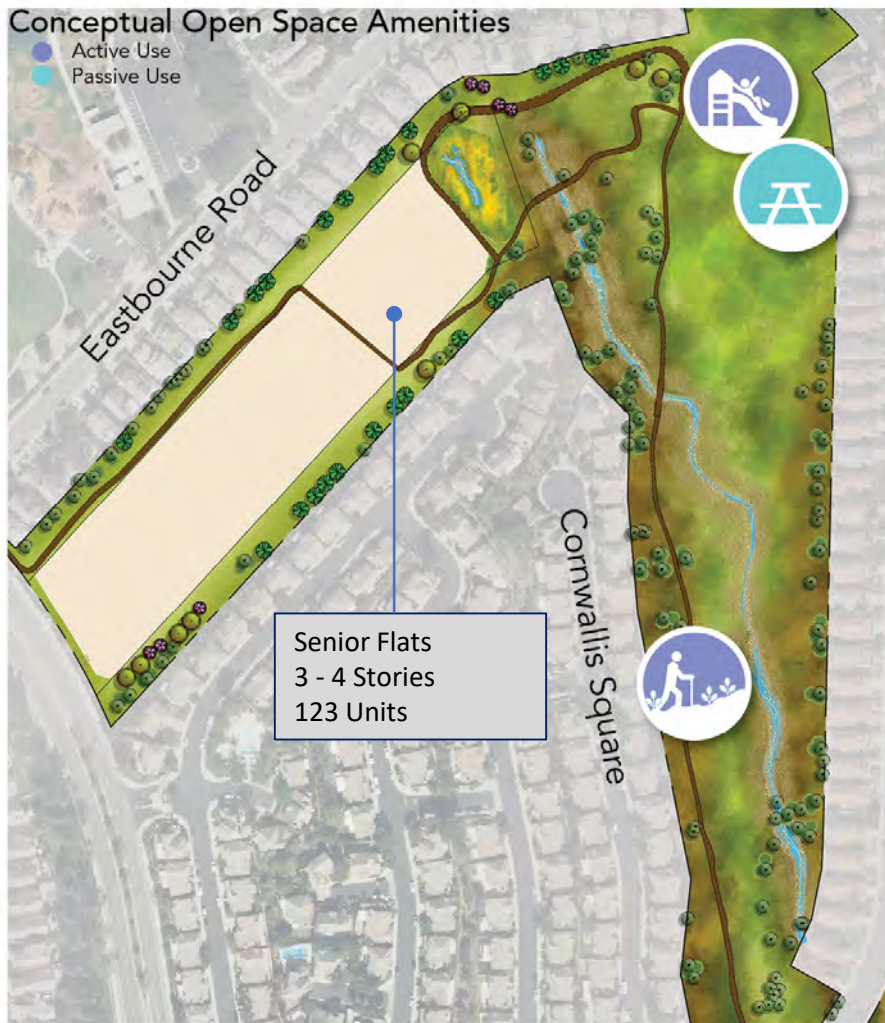 Conceptual Open Space Amenities
Active Use
Passive Use
Eastbourne Road
Cornwallis Square
Senior Flats
3 - 4 Stories
123 Units